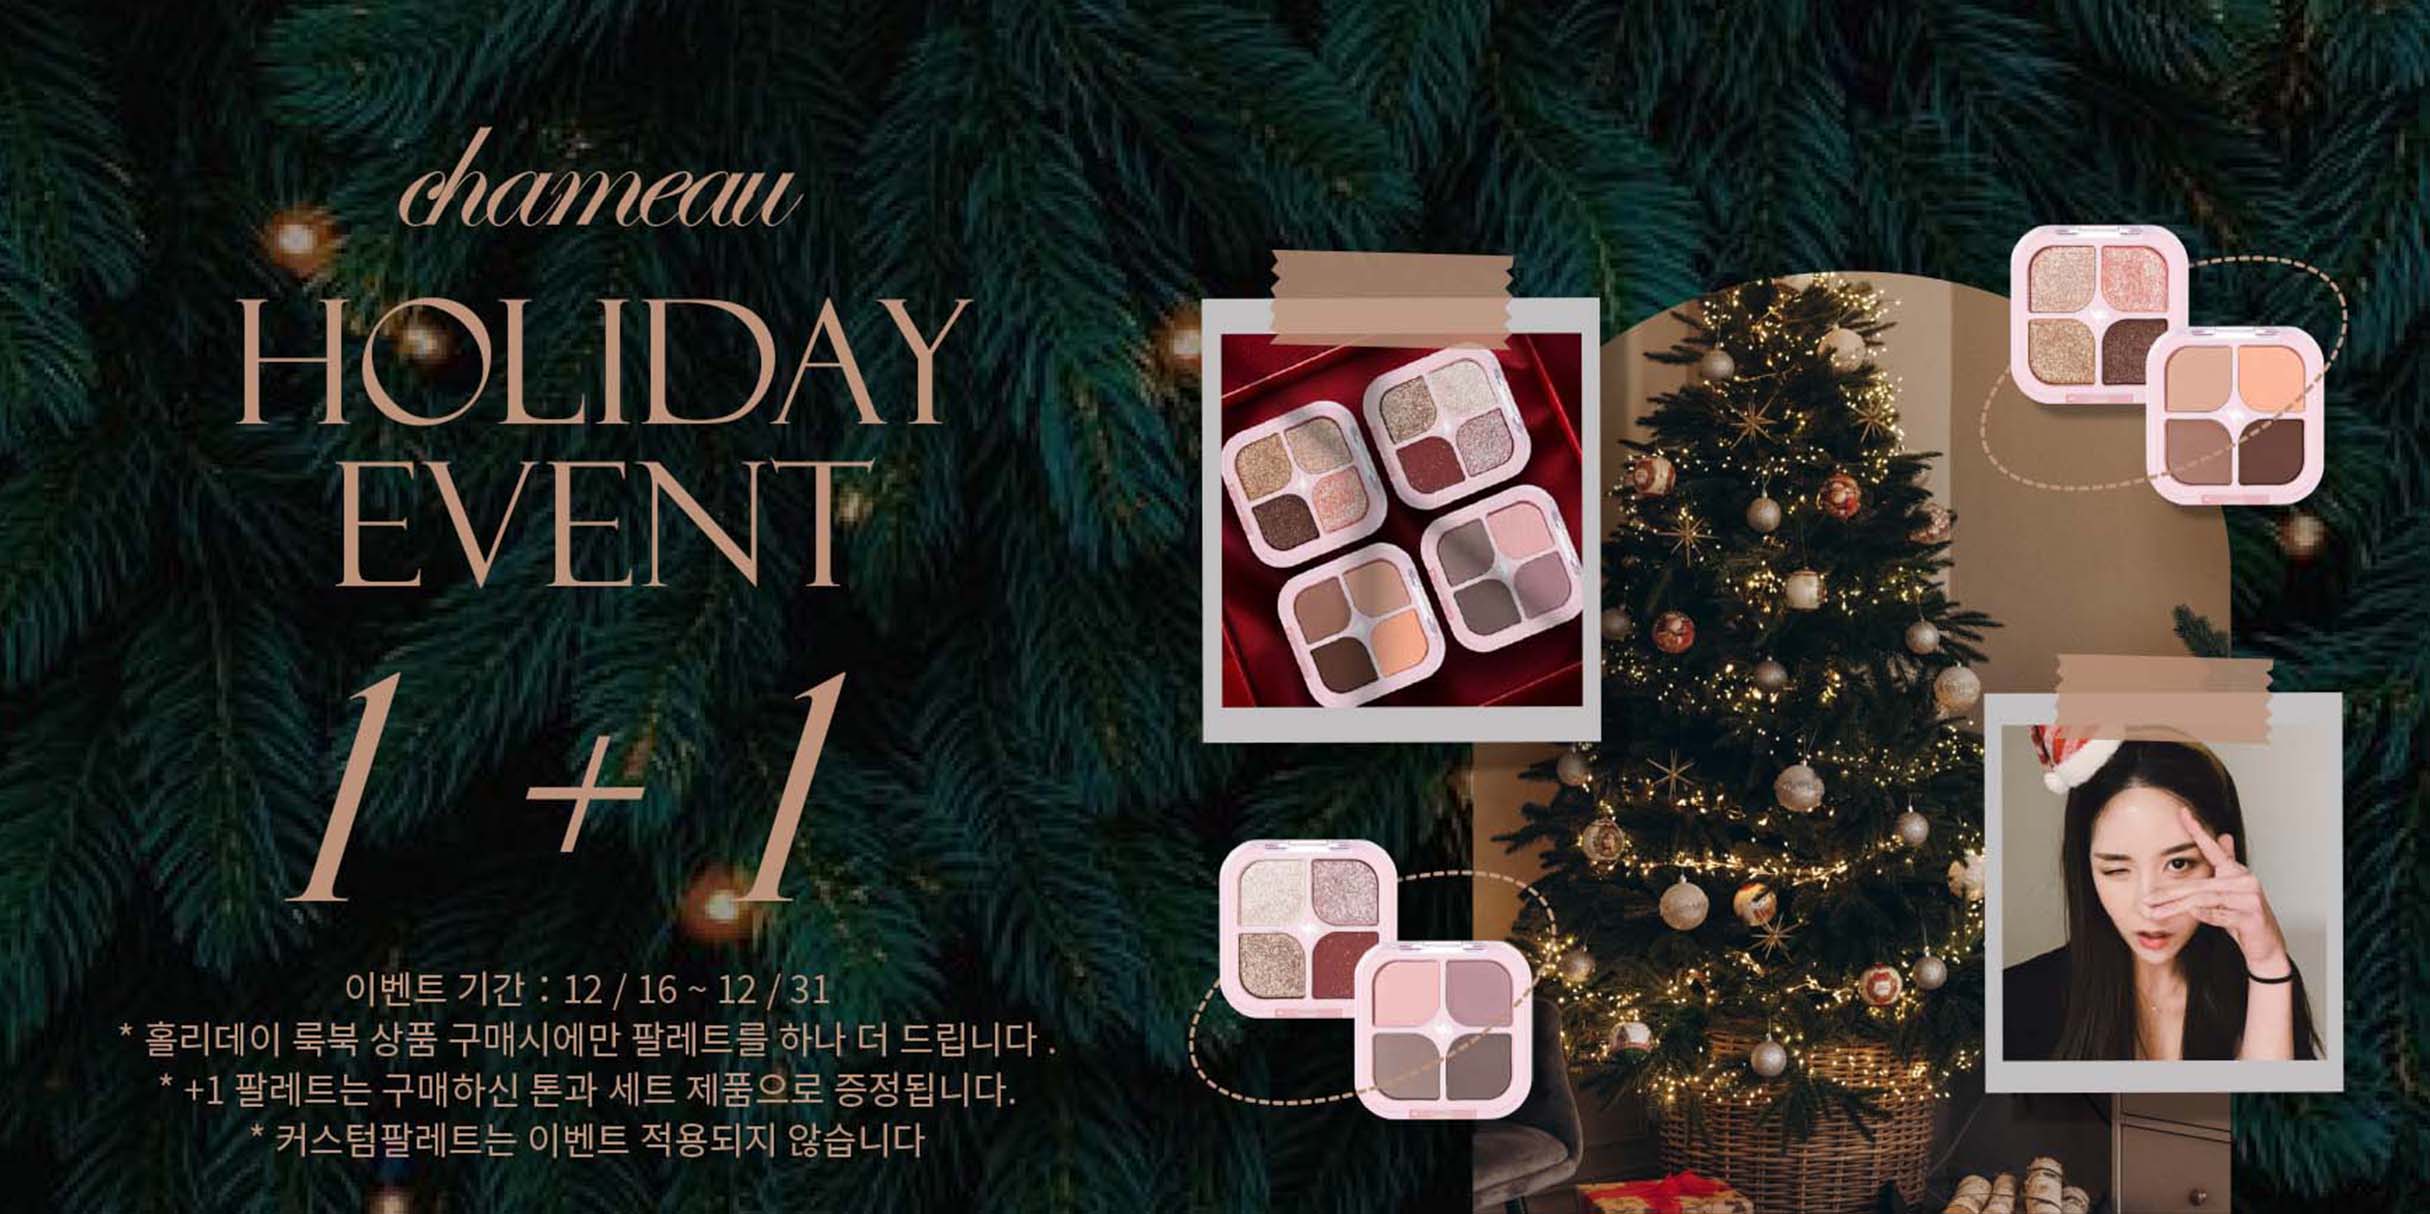 chameau
HOLIDAY
EVENT
1 + 1
이벤트 기간 : 12 / 16 ~ 12 / 31
* 홀리데이 룩북 상품 구매시에만 팔레트를 하나 더 드립니다 .
* +1 팔레트는 구매하신 톤과 세트 제품으로 증정됩니다.
* 커스텀팔레트는 이벤트 적용되지 않습니다